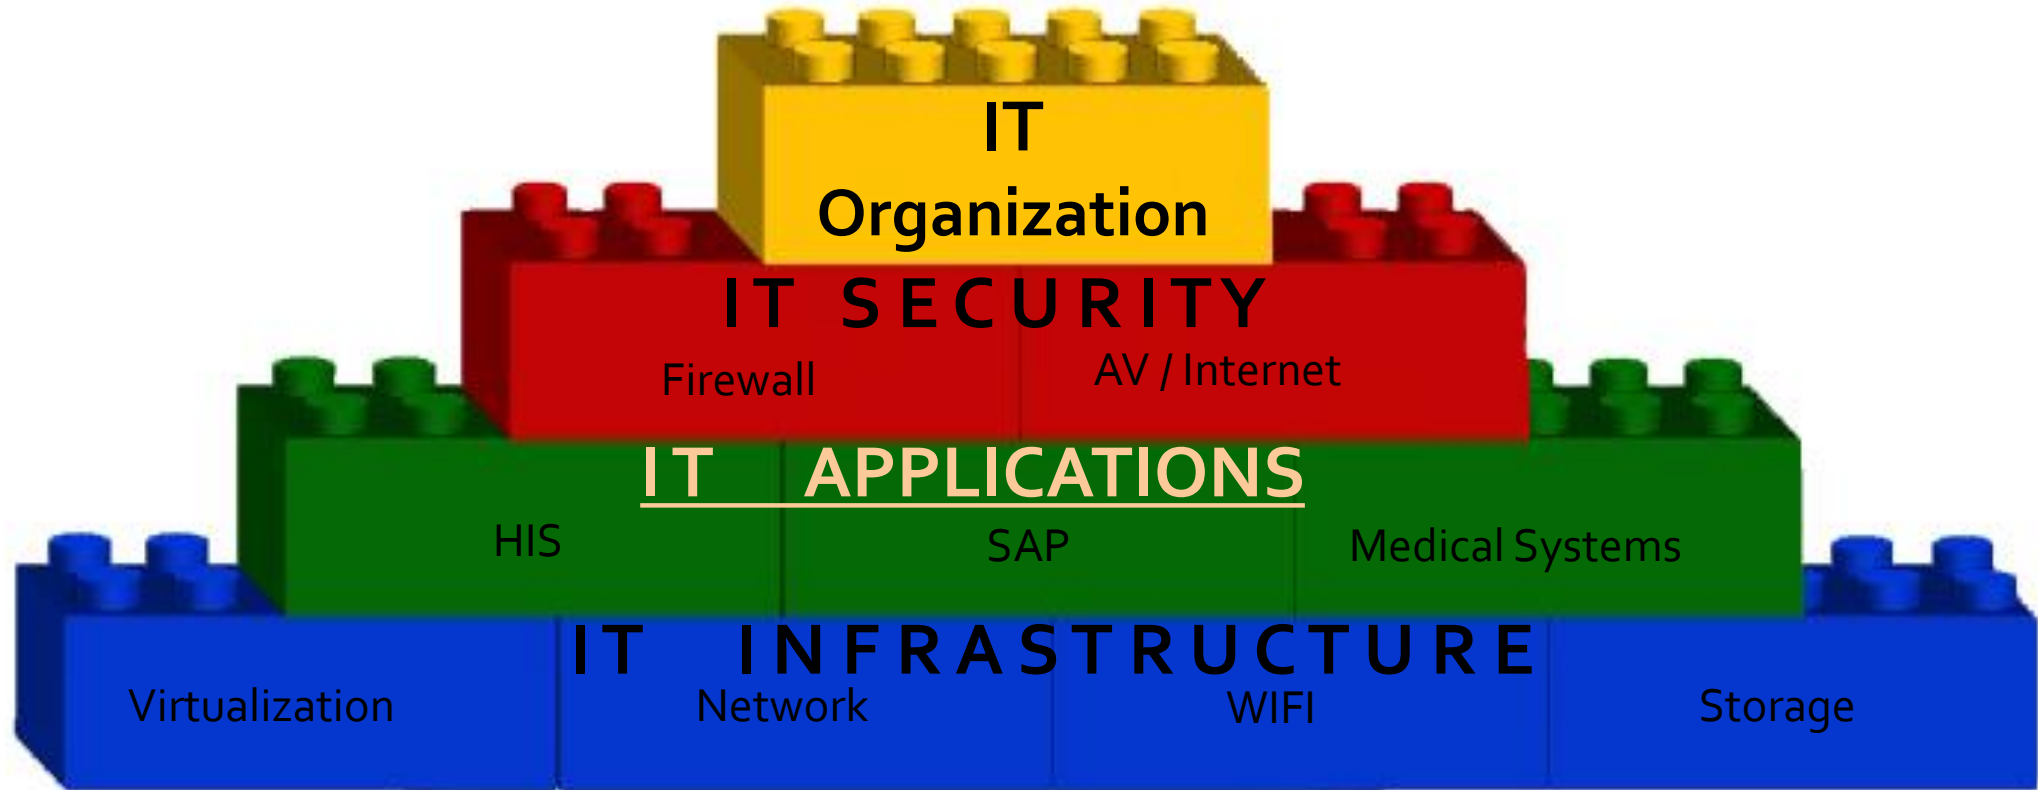 IT
Organization
IT SECURITY
Firewall AV / Internet
IT APPLICATIONS
HIS SAP Medical Systems
IT INFRASTRUCTURE
Virtualization Network WIFI Storage